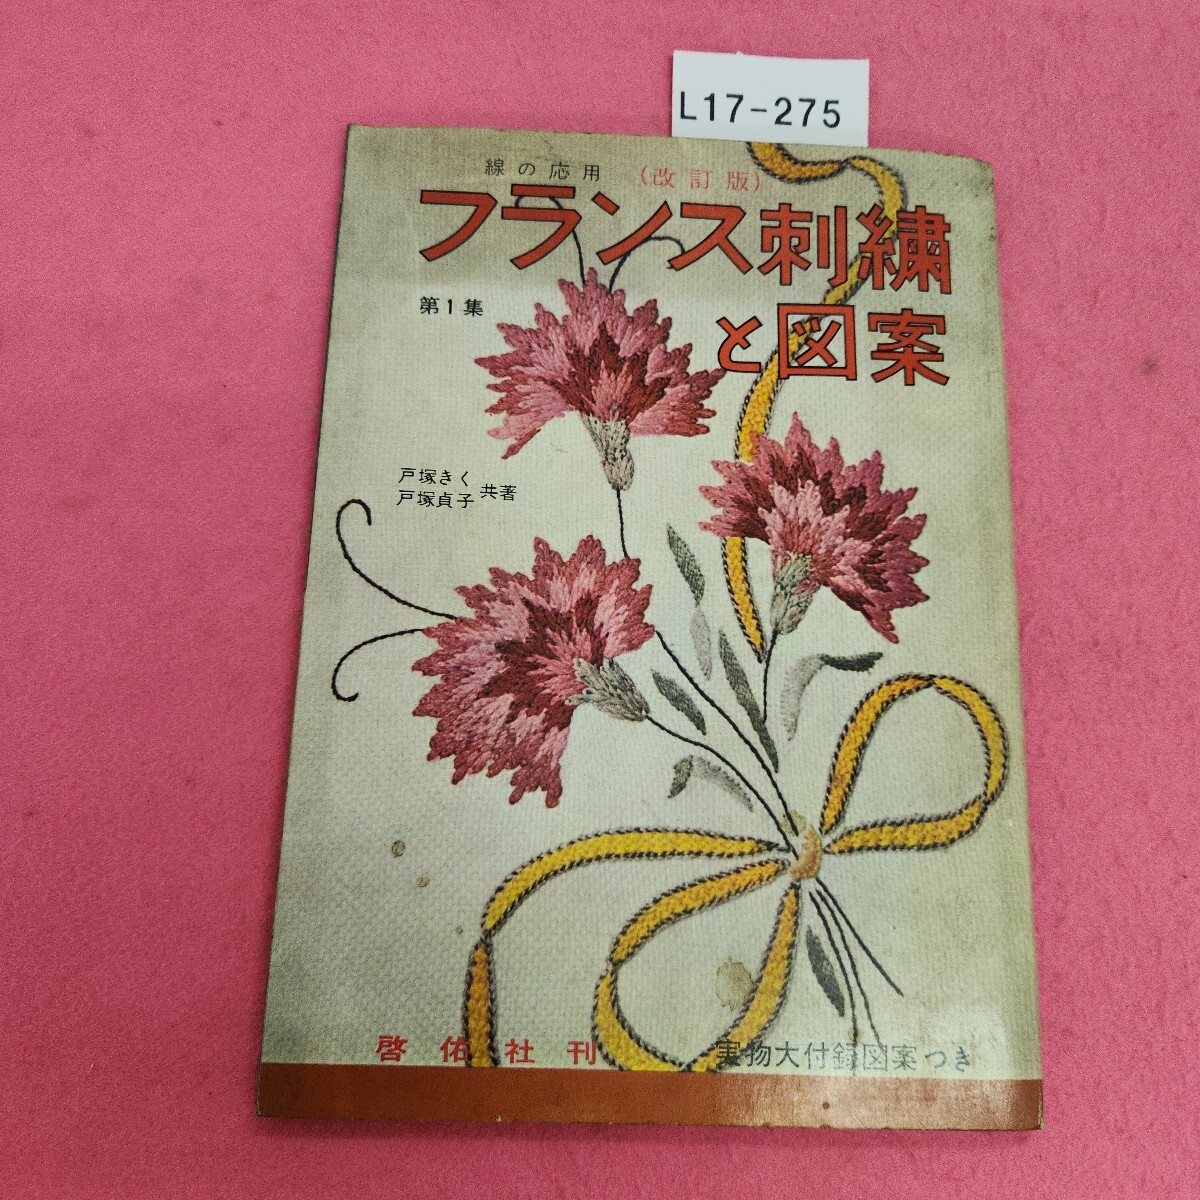 L17-275
線の応用 (改訂版)
フランス刺繍
と図案
第1集
戸塚きく
戸塚貞子 共著
啓佑社刊
実物大付録図案つき